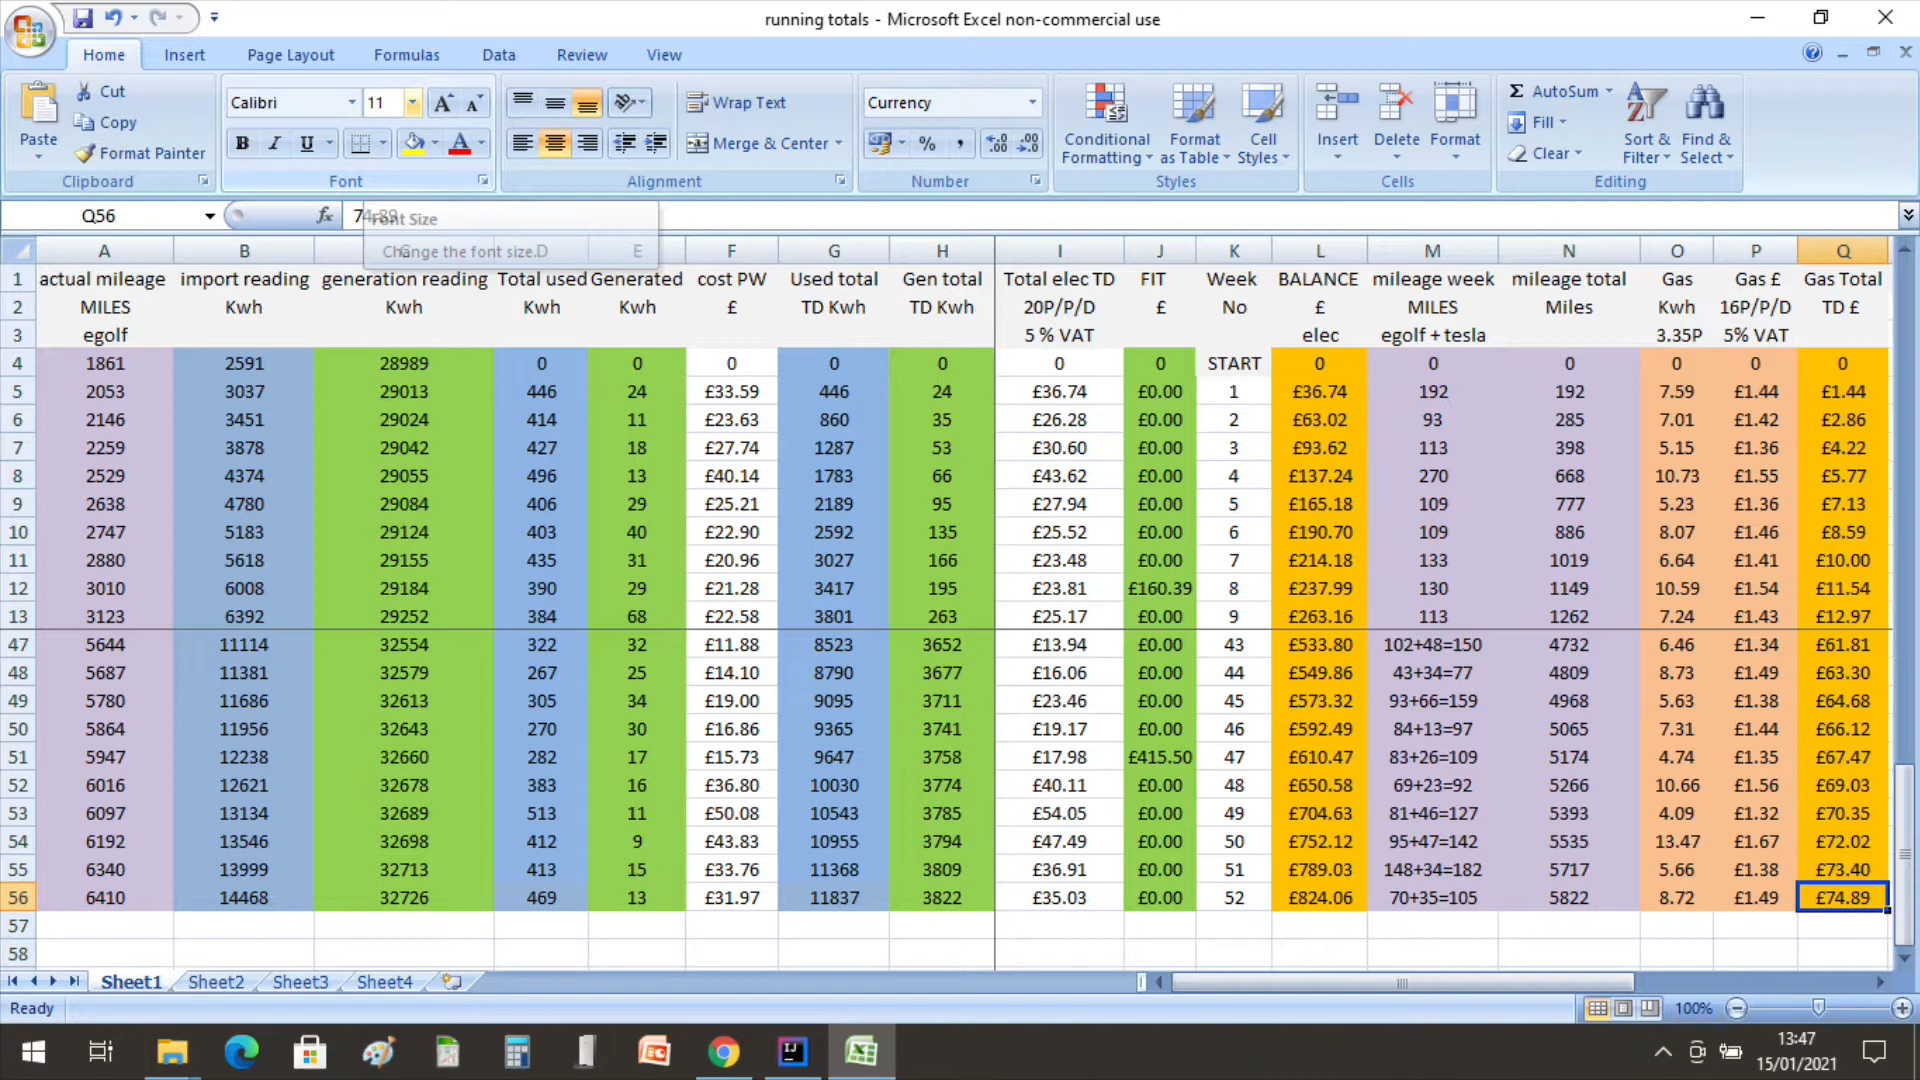 running totals - Microsoft Excel non-commercial use
Home Insert Page Layout Formulas Data Review View
Paste Cut Copy Format Painter Clipboard
Calibri 11 B I U Font
Wrap Text Merge & Center Alignment
Currency % , Number
Conditional Formatting Format as Table Cell Styles Styles
Insert Delete Format Cells
AutoSum Fill Clear Sort & Filter Find & Select Editing
Q56 fx 74.89
Font Size
Change the font size.
A B C D E F G H I J K L M N O P Q
1 actual mileage import reading generation reading Total used Generated cost PW Used total Gen total Total elec TD FIT Week BALANCE mileage week mileage total Gas Gas £ Gas Total
2 MILES Kwh Kwh Kwh Kwh £ TD Kwh TD Kwh 20P/P/D £ No £ MILES Miles Kwh 16P/P/D TD £
3 egolf 5 % VAT elec egolf + tesla 3.35P 5% VAT
4 1861 2591 28989 0 0 0 0 0 0 0 START 0 0 0 0 0 0
5 2053 3037 29013 446 24 £33.59 446 24 £36.74 £0.00 1 £36.74 192 192 7.59 £1.44 £1.44
6 2146 3451 29024 414 11 £23.63 860 35 £26.28 £0.00 2 £63.02 93 285 7.01 £1.42 £2.86
7 2259 3878 29042 427 18 £27.74 1287 53 £30.60 £0.00 3 £93.62 113 398 5.15 £1.36 £4.22
8 2529 4374 29055 496 13 £40.14 1783 66 £43.62 £0.00 4 £137.24 270 668 10.73 £1.55 £5.77
9 2638 4780 29084 406 29 £25.21 2189 95 £27.94 £0.00 5 £165.18 109 777 5.23 £1.36 £7.13
10 2747 5183 29124 403 40 £22.90 2592 135 £25.52 £0.00 6 £190.70 109 886 8.07 £1.46 £8.59
11 2880 5618 29155 435 31 £20.96 3027 166 £23.48 £0.00 7 £214.18 133 1019 6.64 £1.41 £10.00
12 3010 6008 29184 390 29 £21.28 3417 195 £23.81 £160.39 8 £237.99 130 1149 10.59 £1.54 £11.54
13 3123 6392 29252 384 68 £22.58 3801 263 £25.17 £0.00 9 £263.16 113 1262 7.24 £1.43 £12.97
47 5644 11114 32554 322 32 £11.88 8523 3652 £13.94 £0.00 43 £533.80 102+48=150 4732 6.46 £1.34 £61.81
48 5687 11381 32579 267 25 £14.10 8790 3677 £16.06 £0.00 44 £549.86 43+34=77 4809 8.73 £1.49 £63.30
49 5780 11686 32613 305 34 £19.00 9095 3711 £23.46 £0.00 45 £573.32 93+66=159 4968 5.63 £1.38 £64.68
50 5864 11956 32643 270 30 £16.86 9365 3741 £19.17 £0.00 46 £592.49 84+13=97 5065 7.31 £1.44 £66.12
51 5947 12238 32660 282 17 £15.73 9647 3758 £17.98 £415.50 47 £610.47 83+26=109 5174 4.74 £1.35 £67.47
52 6016 12621 32678 383 16 £36.80 10030 3774 £40.11 £0.00 48 £650.58 69+23=92 5266 10.66 £1.56 £69.03
53 6097 13134 32689 513 11 £50.08 10543 3785 £54.05 £0.00 49 £704.63 81+46=127 5393 4.09 £1.32 £70.35
54 6192 13546 32698 412 9 £43.83 10955 3794 £47.49 £0.00 50 £752.12 95+47=142 5535 13.47 £1.67 £72.02
55 6340 13999 32713 413 15 £33.76 11368 3809 £36.91 £0.00 51 £789.03 148+34=182 5717 5.66 £1.38 £73.40
56 6410 14468 32726 469 13 £31.97 11837 3822 £35.03 £0.00 52 £824.06 70+35=105 5822 8.72 £1.49 £74.89
57
58
Sheet1 Sheet2 Sheet3 Sheet4
Ready 100%
13:47
15/01/2021